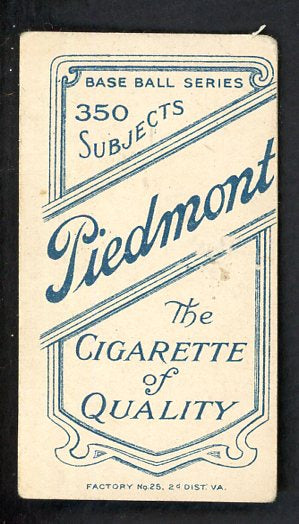 BASE BALL SERIES
350
SUBJECTS
Piedmont
The
CIGARETTE
of
QUALITY
FACTORY No. 25, 2d DIST. VA.